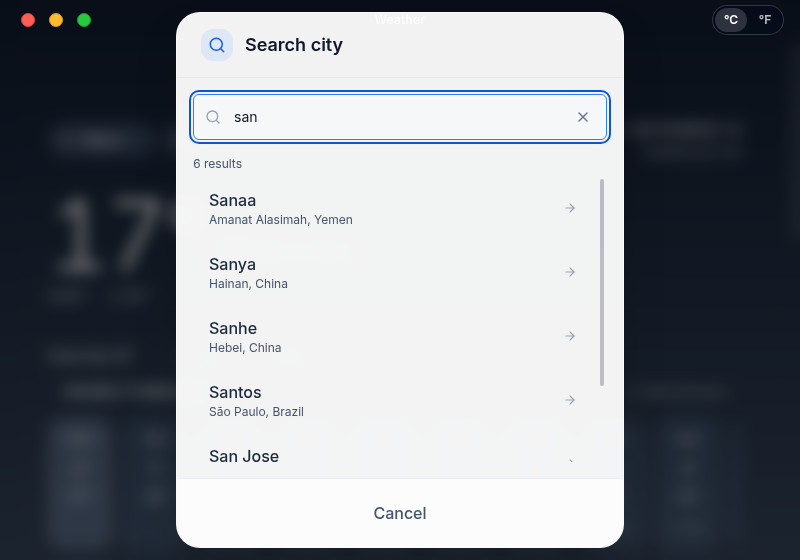 Weather
°C °F
Search city
san
6 results
Sanaa
Amanat Alasimah, Yemen
Sanya
Hainan, China
Sanhe
Hebei, China
Santos
São Paulo, Brazil
San Jose
Cancel
17°